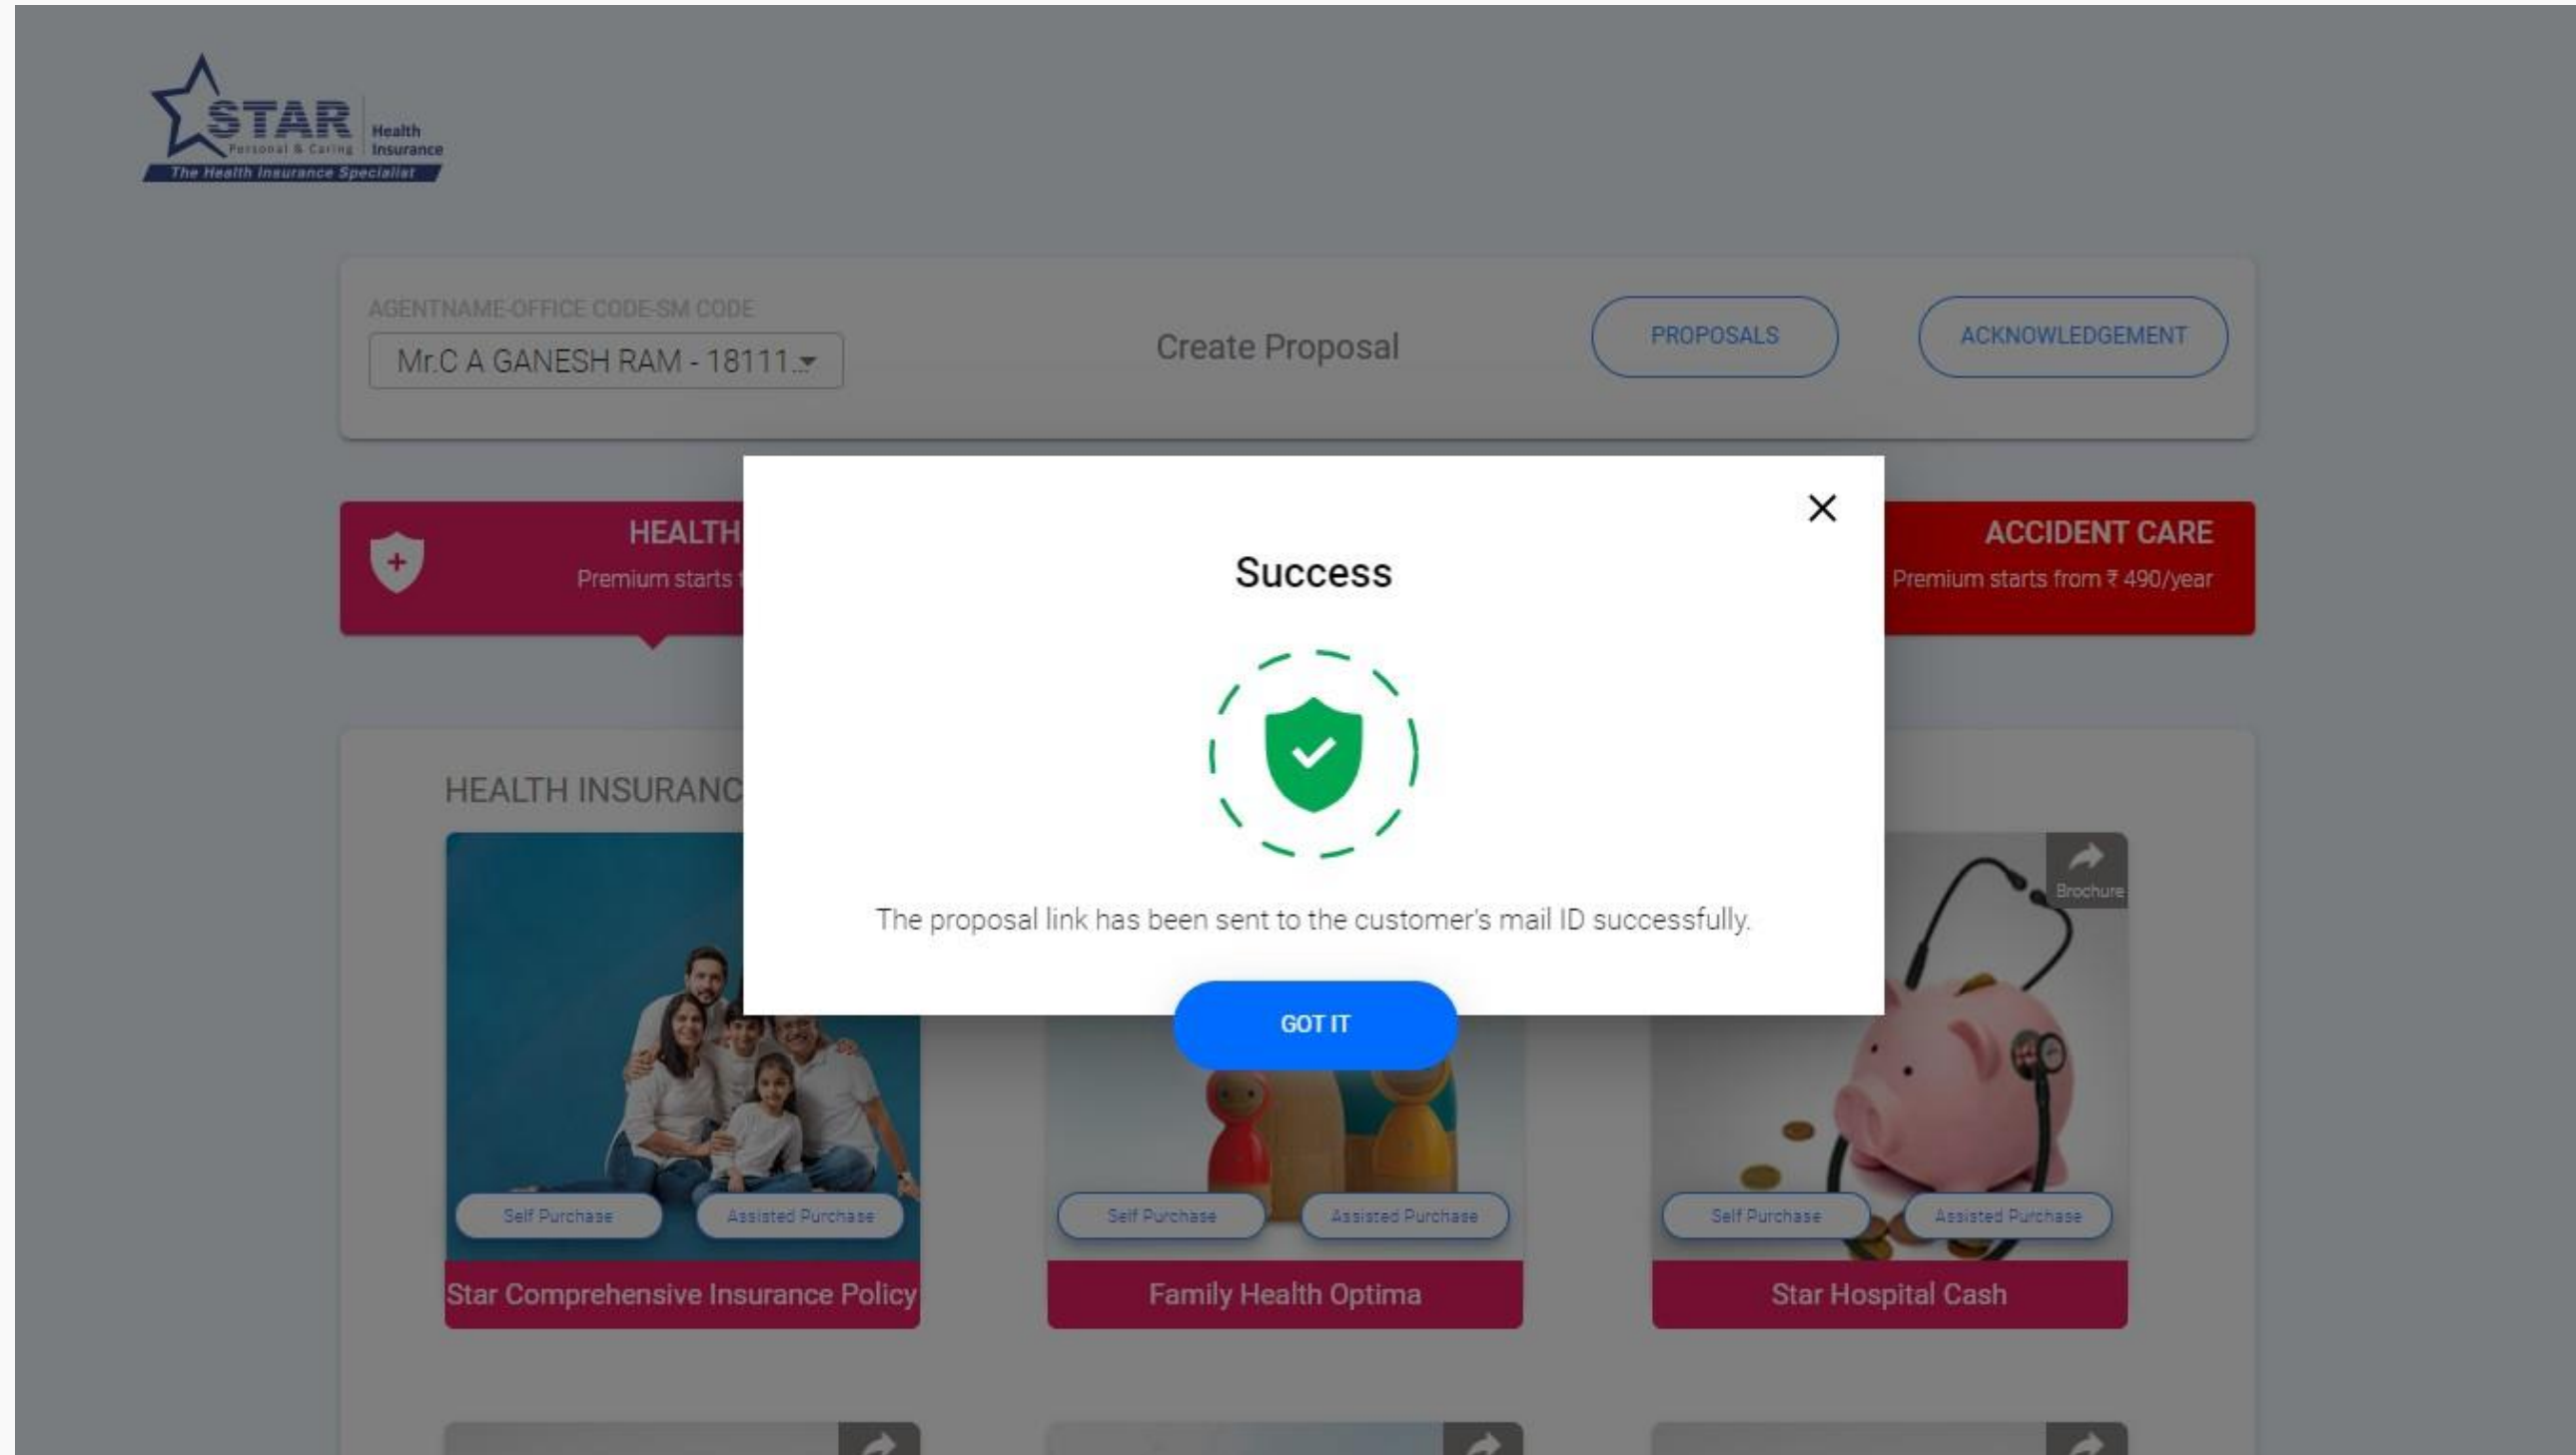 STAR
Personal & Caring
Health
Insurance
The Health Insurance Specialist
AGENTNAME-OFFICE CODE-SM CODE
Mr.C A GANESH RAM - 18111...
Create Proposal
PROPOSALS
ACKNOWLEDGEMENT
HEALTH
Premium starts
ACCIDENT CARE
Premium starts from ₹ 490/year
Success
The proposal link has been sent to the customer's mail ID successfully.
GOT IT
HEALTH INSURANC
Brochure
Self Purchase
Assisted Purchase
Self Purchase
Assisted Purchase
Self Purchase
Assisted Purchase
Star Comprehensive Insurance Policy
Family Health Optima
Star Hospital Cash